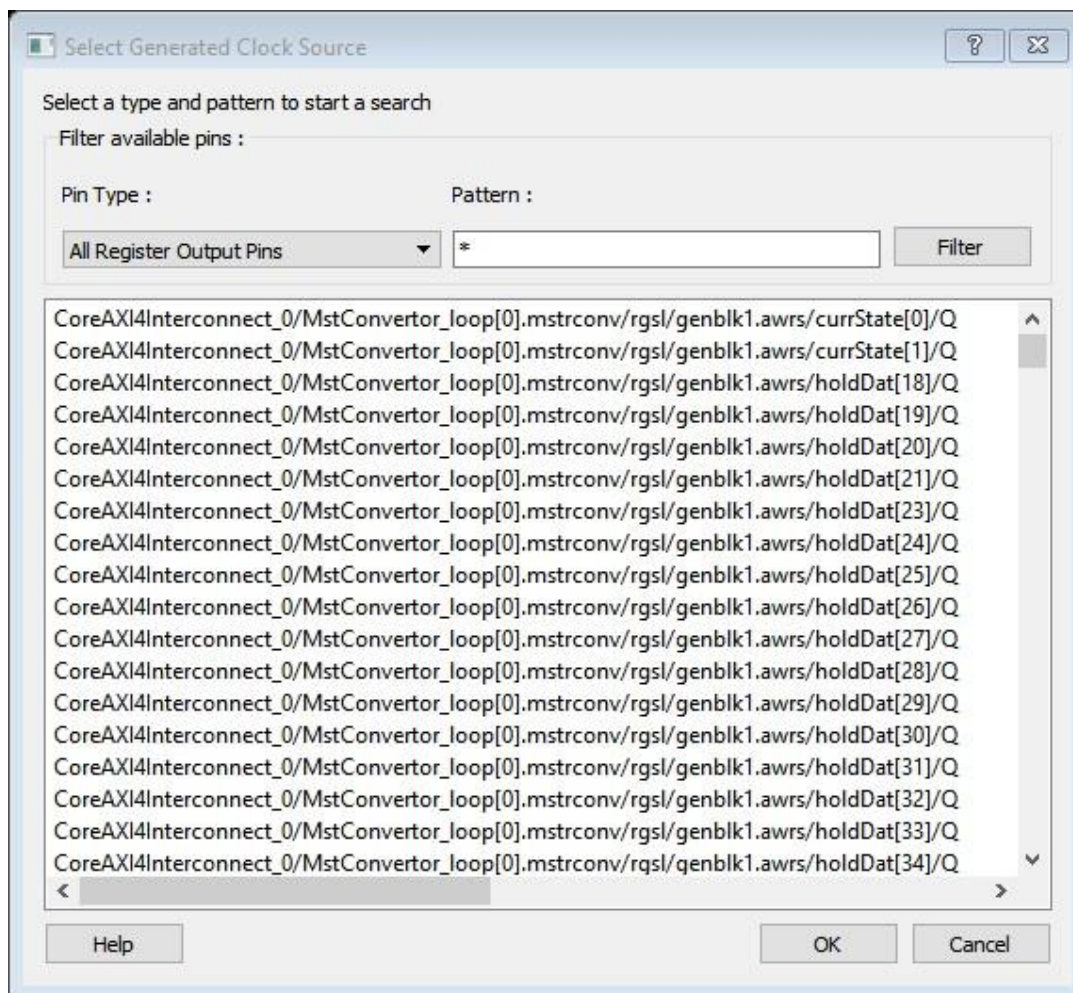 Select Generated Clock Source
Select a type and pattern to start a search
Filter available pins :
Pin Type :
Pattern :
All Register Output Pins
*
Filter
CoreAXI4Interconnect_0/MstConvertor_loop[0].mstrconv/rgsl/genblk1.awrs/currState[0]/Q
CoreAXI4Interconnect_0/MstConvertor_loop[0].mstrconv/rgsl/genblk1.awrs/currState[1]/Q
CoreAXI4Interconnect_0/MstConvertor_loop[0].mstrconv/rgsl/genblk1.awrs/holdDat[18]/Q
CoreAXI4Interconnect_0/MstConvertor_loop[0].mstrconv/rgsl/genblk1.awrs/holdDat[19]/Q
CoreAXI4Interconnect_0/MstConvertor_loop[0].mstrconv/rgsl/genblk1.awrs/holdDat[20]/Q
CoreAXI4Interconnect_0/MstConvertor_loop[0].mstrconv/rgsl/genblk1.awrs/holdDat[21]/Q
CoreAXI4Interconnect_0/MstConvertor_loop[0].mstrconv/rgsl/genblk1.awrs/holdDat[23]/Q
CoreAXI4Interconnect_0/MstConvertor_loop[0].mstrconv/rgsl/genblk1.awrs/holdDat[24]/Q
CoreAXI4Interconnect_0/MstConvertor_loop[0].mstrconv/rgsl/genblk1.awrs/holdDat[25]/Q
CoreAXI4Interconnect_0/MstConvertor_loop[0].mstrconv/rgsl/genblk1.awrs/holdDat[26]/Q
CoreAXI4Interconnect_0/MstConvertor_loop[0].mstrconv/rgsl/genblk1.awrs/holdDat[27]/Q
CoreAXI4Interconnect_0/MstConvertor_loop[0].mstrconv/rgsl/genblk1.awrs/holdDat[28]/Q
CoreAXI4Interconnect_0/MstConvertor_loop[0].mstrconv/rgsl/genblk1.awrs/holdDat[29]/Q
CoreAXI4Interconnect_0/MstConvertor_loop[0].mstrconv/rgsl/genblk1.awrs/holdDat[30]/Q
CoreAXI4Interconnect_0/MstConvertor_loop[0].mstrconv/rgsl/genblk1.awrs/holdDat[31]/Q
CoreAXI4Interconnect_0/MstConvertor_loop[0].mstrconv/rgsl/genblk1.awrs/holdDat[32]/Q
CoreAXI4Interconnect_0/MstConvertor_loop[0].mstrconv/rgsl/genblk1.awrs/holdDat[33]/Q
CoreAXI4Interconnect_0/MstConvertor_loop[0].mstrconv/rgsl/genblk1.awrs/holdDat[34]/Q
Help
OK
Cancel